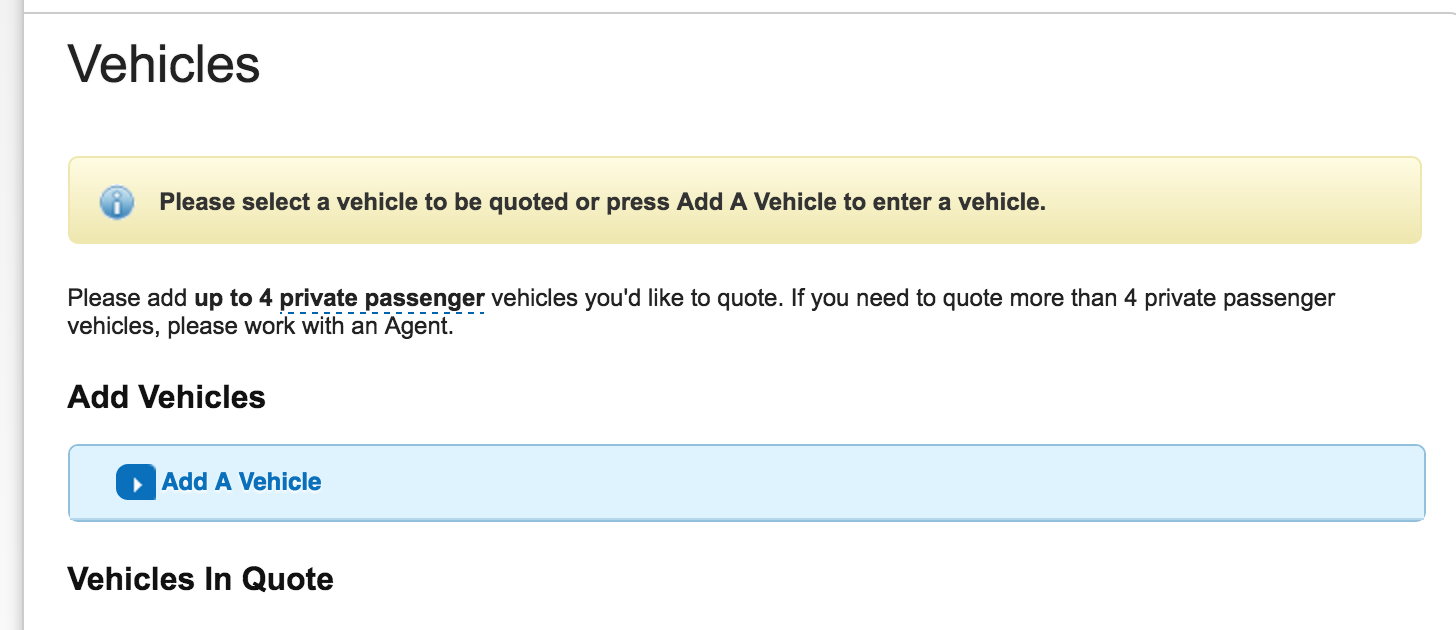 Vehicles
Please select a vehicle to be quoted or press Add A Vehicle to enter a vehicle.
Please add up to 4 private passenger vehicles you'd like to quote. If you need to quote more than 4 private passenger
vehicles, please work with an Agent.
Add Vehicles
Add A Vehicle
Vehicles In Quote